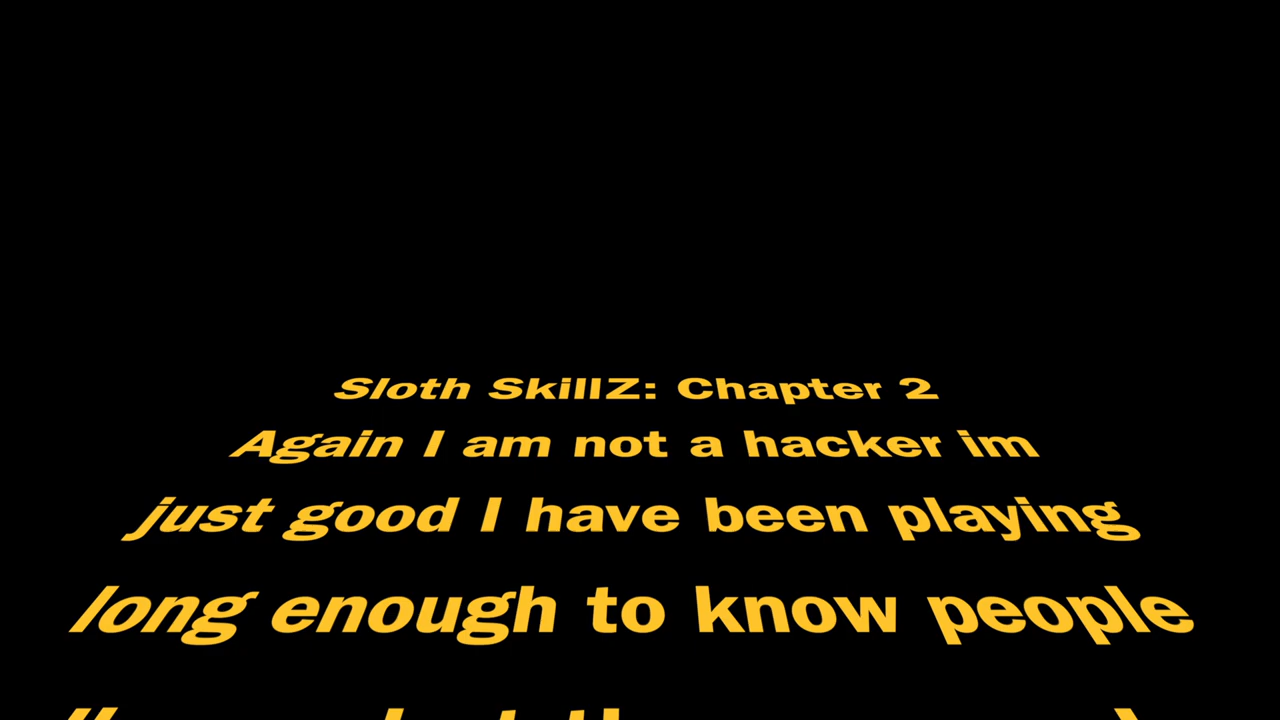 Sloth SkillZ: Chapter 2
Again I am not a hacker im
just good I have been playing
long enough to know people